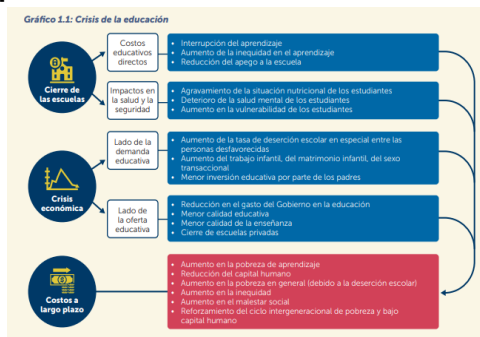 Gráfico 1.1: Crisis de la educación
Cierre de
las escuelas
Costos
educativos
directos
• Interrupción del aprendizaje
• Aumento de la inequidad en el aprendizaje
• Reducción del apego a la escuela
Impactos en
la salud y la
seguridad
• Agravamiento de la situación nutricional de los estudiantes
• Deterioro de la salud mental de los estudiantes
• Aumento en la vulnerabilidad de los estudiantes
Crisis
económica
Lado de la
demanda
educativa
• Aumento de la tasa de deserción escolar en especial entre las
personas desfavorecidas
• Aumento del trabajo infantil, del matrimonio infantil, del sexo
transaccional
• Menor inversión educativa por parte de los padres
Lado de
la oferta
educativa
• Reducción en el gasto del Gobierno en la educación
• Menor calidad educativa
• Menor calidad de la enseñanza
• Cierre de escuelas privadas
Costos a
largo plazo
• Aumento en la pobreza de aprendizaje
• Reducción del capital humano
• Aumento en la pobreza en general (debido a la deserción escolar)
• Aumento en la inequidad
• Aumento en el malestar social
• Reforzamiento del ciclo intergeneracional de pobreza y bajo
capital humano